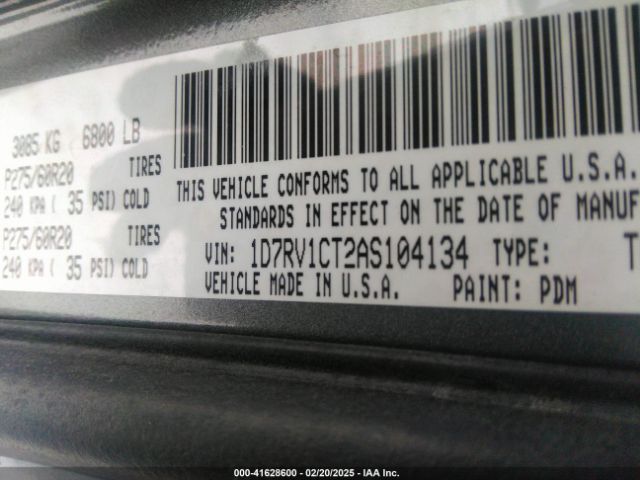 3085 KG 6800 LB
P275/60R20 TIRES
240 KPA ( 35 PSI) COLD
P275/60R20 TIRES
240 KPA ( 35 PSI) COLD
THIS VEHICLE CONFORMS TO ALL APPLICABLE U.S.A.
STANDARDS IN EFFECT ON THE DATE OF MANUF
VIN: 1D7RV1CT2AS104134 TYPE: T
VEHICLE MADE IN U.S.A. PAINT: PDM
000-41628600 - 02/20/2025 - IAA Inc.